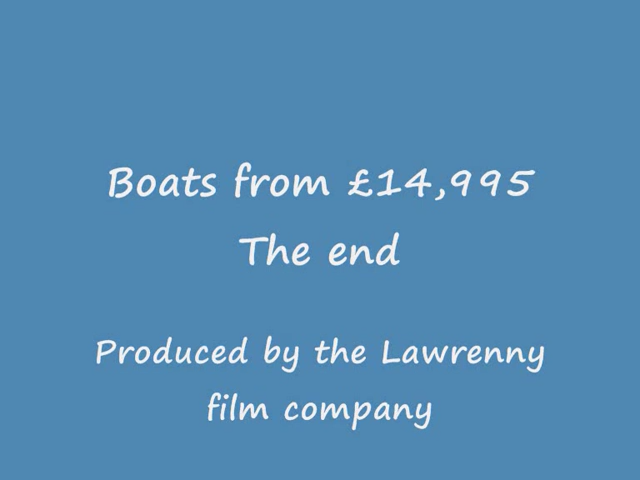 Boats from £14,995
The end
Produced by the Lawrenny
film company